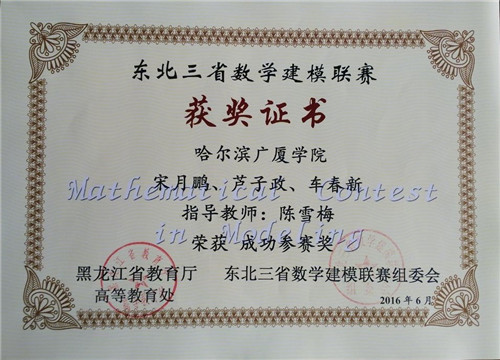 东北三省数学建模联赛
获奖证书
哈尔滨广厦学院
宋月鹏、芦子政、车春新
Mathematical Contest
指导教师：陈雪梅
in Modeling
荣获 成功参赛奖
黑龙江省教育厅 东北三省数学建模联赛组委会
高等教育处
2016年6月